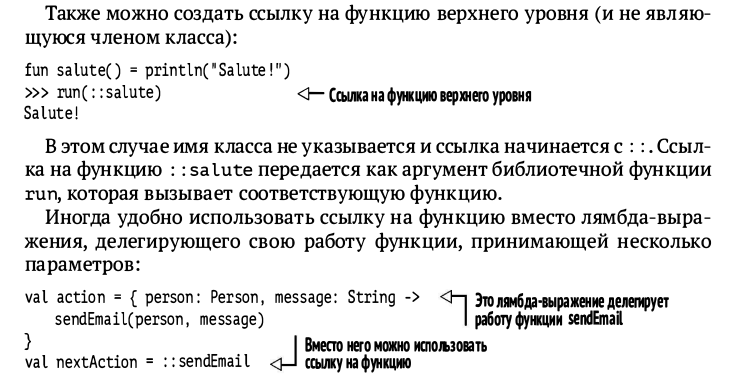 Также можно создать ссылку на функцию верхнего уровня (и не являю-
щуюся членом класса):
fun salute() = println("Salute!")
>>> run(::salute) Ссылка на функцию верхнего уровня
Salute!
В этом случае имя класса не указывается и ссылка начинается с ::. Ссыл-
ка на функцию ::salute передается как аргумент библиотечной функции
run, которая вызывает соответствующую функцию.
Иногда удобно использовать ссылку на функцию вместо лямбда-выра-
жения, делегирующего свою работу функции, принимающей несколько
параметров:
val action = { person: Person, message: String -> Это лямбда-выражение делегирует
sendEmail(person, message) работу функции sendEmail
}
Вместо него можно использовать
val nextAction = ::sendEmail ссылку на функцию